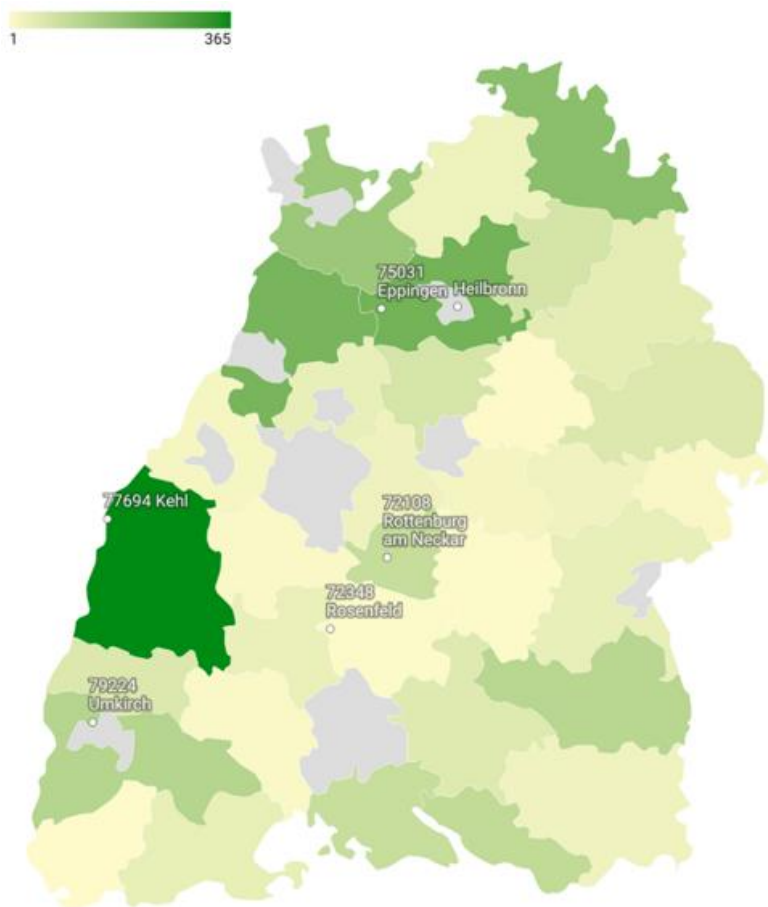 1 365
75031
Eppingen
Heilbronn
77694 Kehl
72108
Rottenburg
am Neckar
72348
Rosenfeld
79224
Umkirch